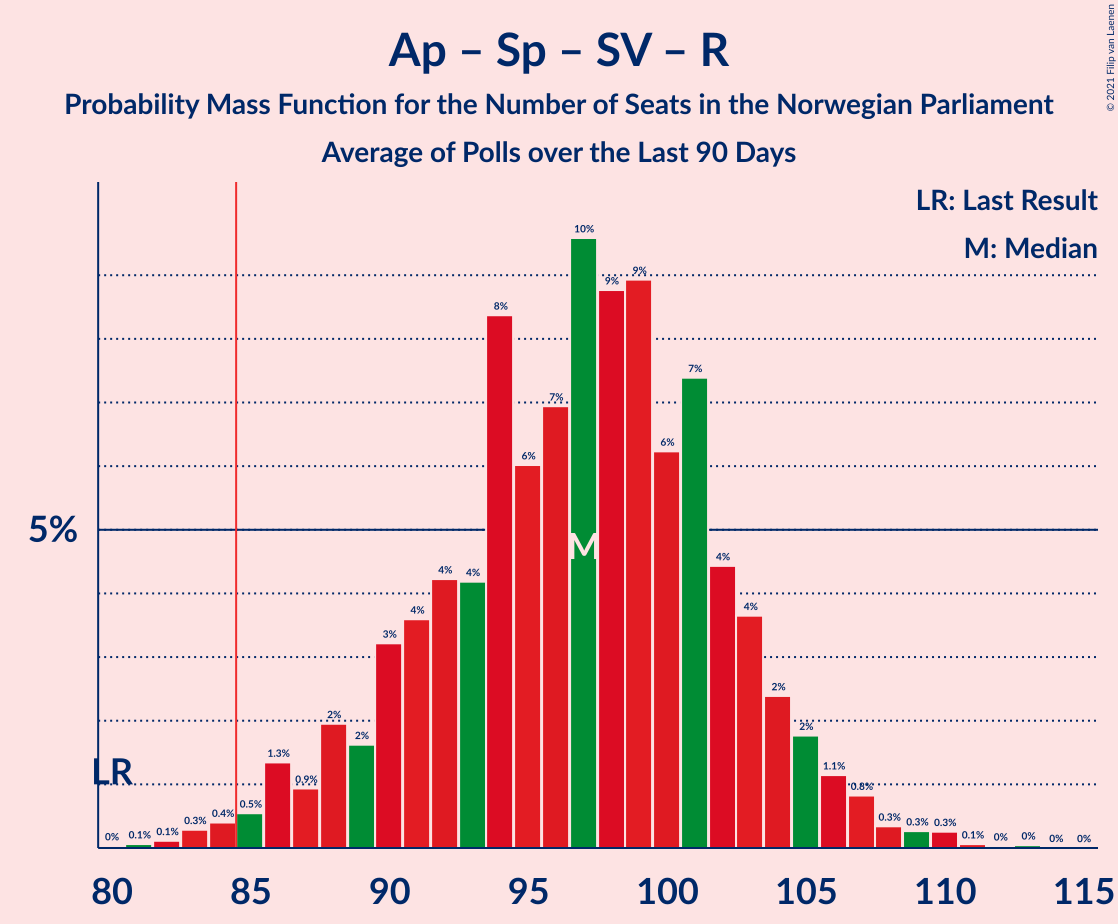 © 2021 Filip van Laenen
Ap – Sp – SV – R
Probability Mass Function for the Number of Seats in the Norwegian Parliament
Average of Polls over the Last 90 Days
LR: Last Result
M: Median
5%
LR
M
0% 0.1% 0.1% 0.3% 0.4% 0.5% 1.3% 0.9% 2% 2% 3% 4% 4% 4% 8% 6% 7% 10% 9% 9% 6% 7% 4% 4% 2% 2% 1.1% 0.8% 0.3% 0.3% 0.3% 0.1% 0% 0% 0% 0%
80 85 90 95 100 105 110 115